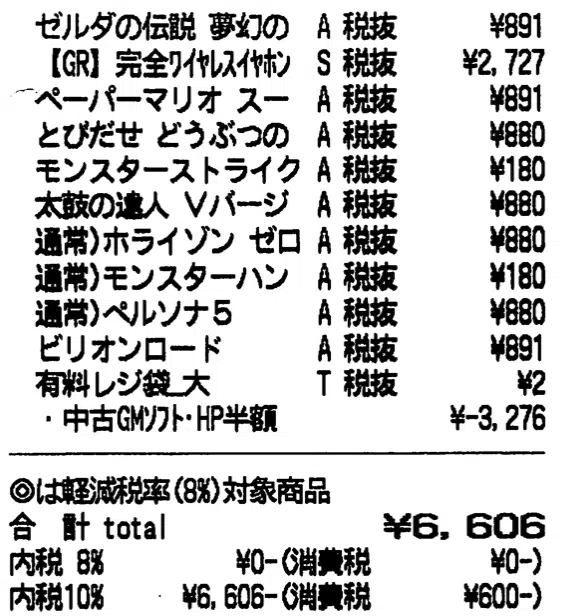 ゼルダの伝説 夢幻の A 税抜 ¥891
【GR】完全ワイヤレスイヤホン S 税抜 ¥2,727
ペーパーマリオ スー A 税抜 ¥891
とびだせ どうぶつの A 税抜 ¥880
モンスターストライク A 税抜 ¥180
太鼓の達人 Vバージ A 税抜 ¥880
通常)ホライゾン ゼロ A 税抜 ¥880
通常)モンスターハン A 税抜 ¥180
通常)ペルソナ5 A 税抜 ¥880
ビリオンロード A 税抜 ¥891
有料レジ袋_大 T 税抜 ¥2
・中古GMソフト・HP半額 ¥-3,276
◎は軽減税率(8%)対象商品
合 計 total ¥6,606
内税 8% ¥0-(消費税 ¥0-)
内税10% ¥6,606-(消費税 ¥600-)